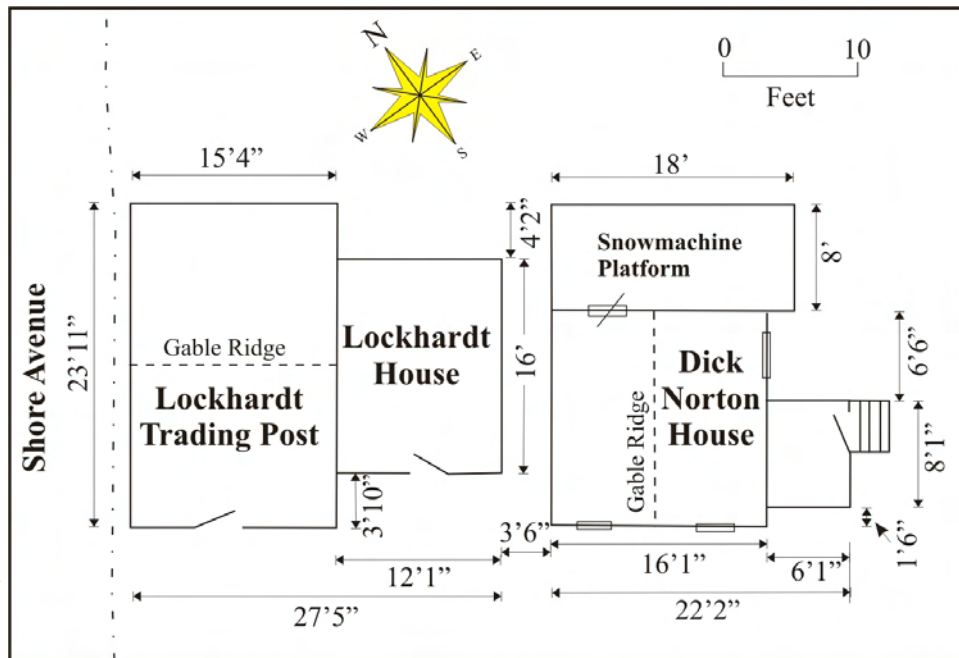 N
E
W
S
0 10
Feet
15'4”
18'
4'2”
Snowmachine
Platform
8'
Shore Avenue
23'11”
Gable Ridge
Lockhardt
Trading Post
Lockhardt
House
16'
Gable Ridge
Dick
Norton
House
6'6”
8'1”
3'10”
3'6”
1'6”
12'1”
16'1”
6'1”
27'5”
22'2”